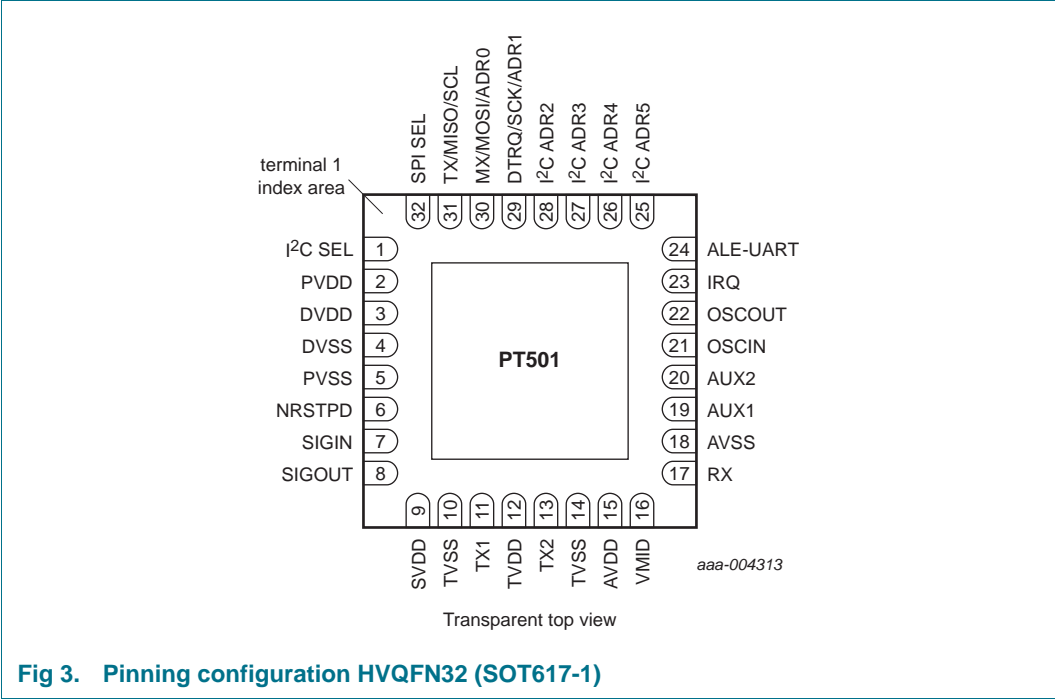 SPI SEL
TX/MISO/SCL
MX/MOSI/ADR0
DTRQ/SCK/ADR1
I²C ADR2
I²C ADR3
I²C ADR4
I²C ADR5
terminal 1
index area
32 31 30 29 28 27 26 25
I²C SEL 1 24 ALE-UART
PVDD 2 23 IRQ
DVDD 3 22 OSCOUT
DVSS 4 21 OSCIN
PT501
PVSS 5 20 AUX2
NRSTPD 6 19 AUX1
SIGIN 7 18 AVSS
SIGOUT 8 17 RX
9 10 11 12 13 14 15 16
SVDD
TVSS
TX1
TVDD
TX2
TVSS
AVDD
VMID
aaa-004313
Transparent top view
Fig 3. Pinning configuration HVQFN32 (SOT617-1)